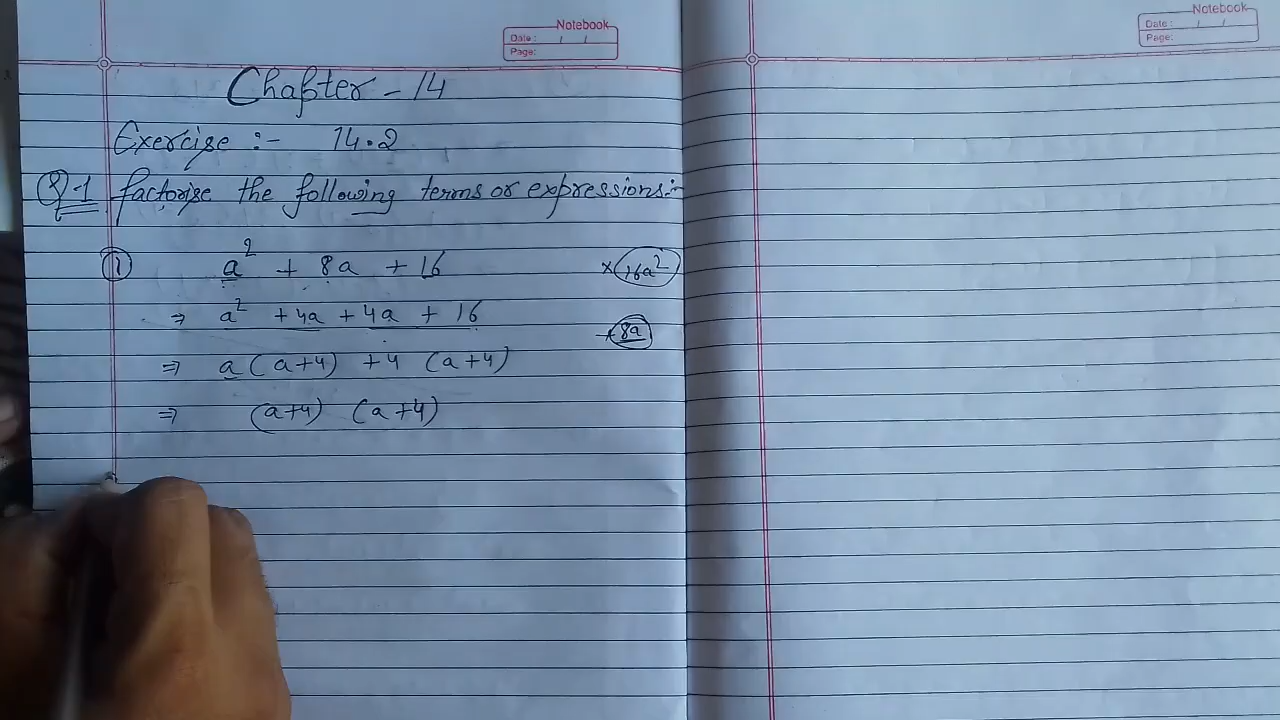 Notebook
Date: / /
Page:
Notebook
Date: / /
Page:
Chapter - 14
Exercise :- 14.2
Q.1 factorise the following terms or expressions:-
(i) a² + 8a + 16 ×16a²
⇒ a² + 4a + 4a + 16 +8a
⇒ a (a+4) +4 (a+4)
⇒ (a+4) (a+4)